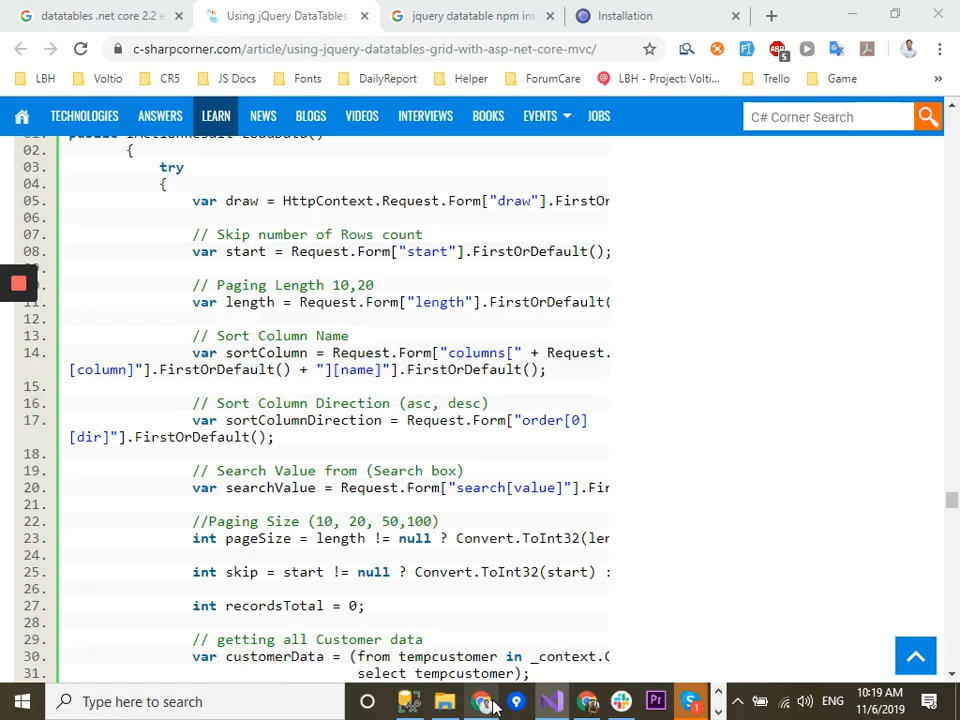 datatables .net core 2.2 e
Using jQuery DataTables
jquery datatable npm ins
Installation
c-sharpcorner.com/article/using-jquery-datatables-grid-with-asp-net-core-mvc/
ABP
5
LBH
Voltio
CR5
JS Docs
Fonts
DailyReport
Helper
ForumCare
LBH - Project: Volti...
Trello
Game
»
TECHNOLOGIES
ANSWERS
LEARN
NEWS
BLOGS
VIDEOS
INTERVIEWS
BOOKS
EVENTS
JOBS
C# Corner Search
02. {
03. try
04. {
05. var draw = HttpContext.Request.Form["draw"].FirstOr
06.
07. // Skip number of Rows count
08. var start = Request.Form["start"].FirstOrDefault();
10. // Paging Length 10,20
11. var length = Request.Form["length"].FirstOrDefault(
12.
13. // Sort Column Name
14. var sortColumn = Request.Form["columns[" + Request.
[column]"].FirstOrDefault() + "][name]"].FirstOrDefault();
15.
16. // Sort Column Direction (asc, desc)
17. var sortColumnDirection = Request.Form["order[0]
[dir]"].FirstOrDefault();
18.
19. // Search Value from (Search box)
20. var searchValue = Request.Form["search[value]"].Fir
21.
22. //Paging Size (10, 20, 50,100)
23. int pageSize = length != null ? Convert.ToInt32(len
24.
25. int skip = start != null ? Convert.ToInt32(start) :
26.
27. int recordsTotal = 0;
28.
29. // getting all Customer data
30. var customerData = (from tempcustomer in _context.C
31. select tempcustomer);
Type here to search
Pr
1
ENG
10:19 AM
11/6/2019